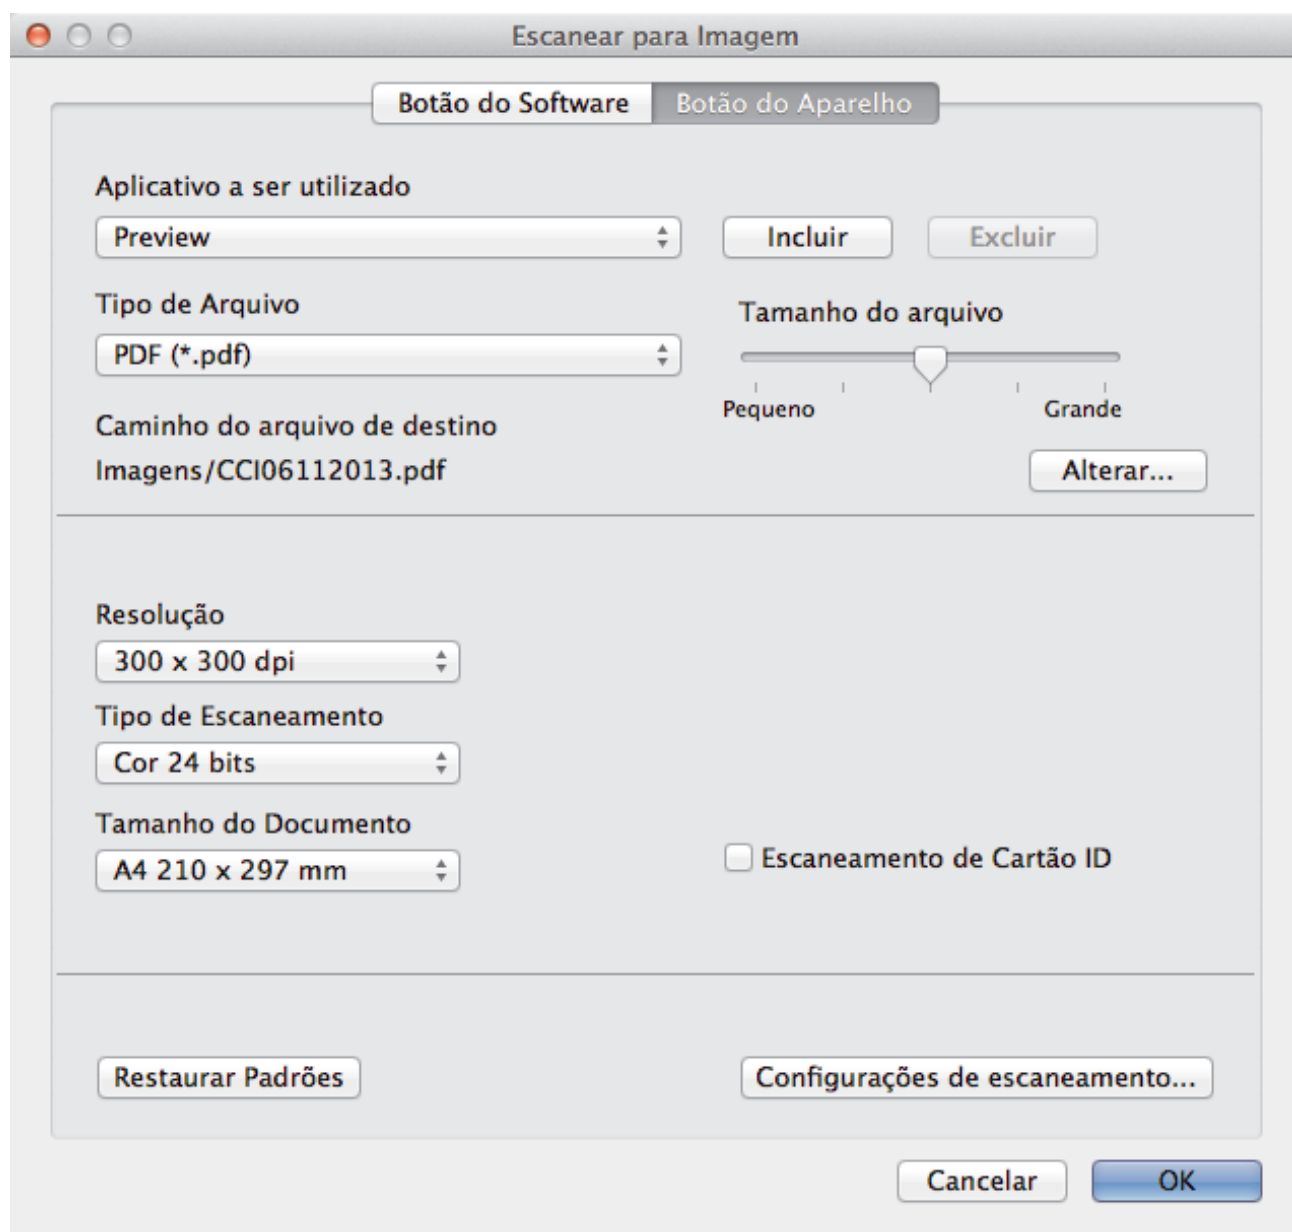 Escanear para Imagem
Botão do Software
Botão do Aparelho
Aplicativo a ser utilizado
Preview
Incluir
Excluir
Tipo de Arquivo
Tamanho do arquivo
PDF (*.pdf)
Pequeno
Grande
Caminho do arquivo de destino
Imagens/CCI06112013.pdf
Alterar...
Resolução
300 x 300 dpi
Tipo de Escaneamento
Cor 24 bits
Tamanho do Documento
A4 210 x 297 mm
Escaneamento de Cartão ID
Restaurar Padrões
Configurações de escaneamento...
Cancelar
OK